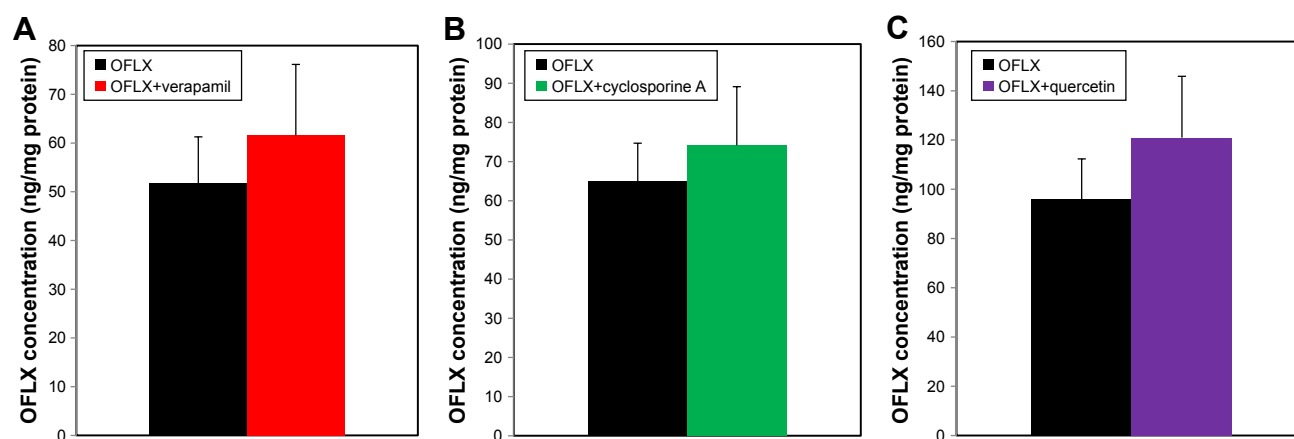 A
OFLX concentration (ng/mg protein)
80
70
60
50
40
30
20
10
0
OFLX
OFLX+verapamil
B
OFLX concentration (ng/mg protein)
100
90
80
70
60
50
40
30
20
10
0
OFLX
OFLX+cyclosporine A
C
OFLX concentration (ng/mg protein)
160
140
120
100
80
60
40
20
0
OFLX
OFLX+quercetin